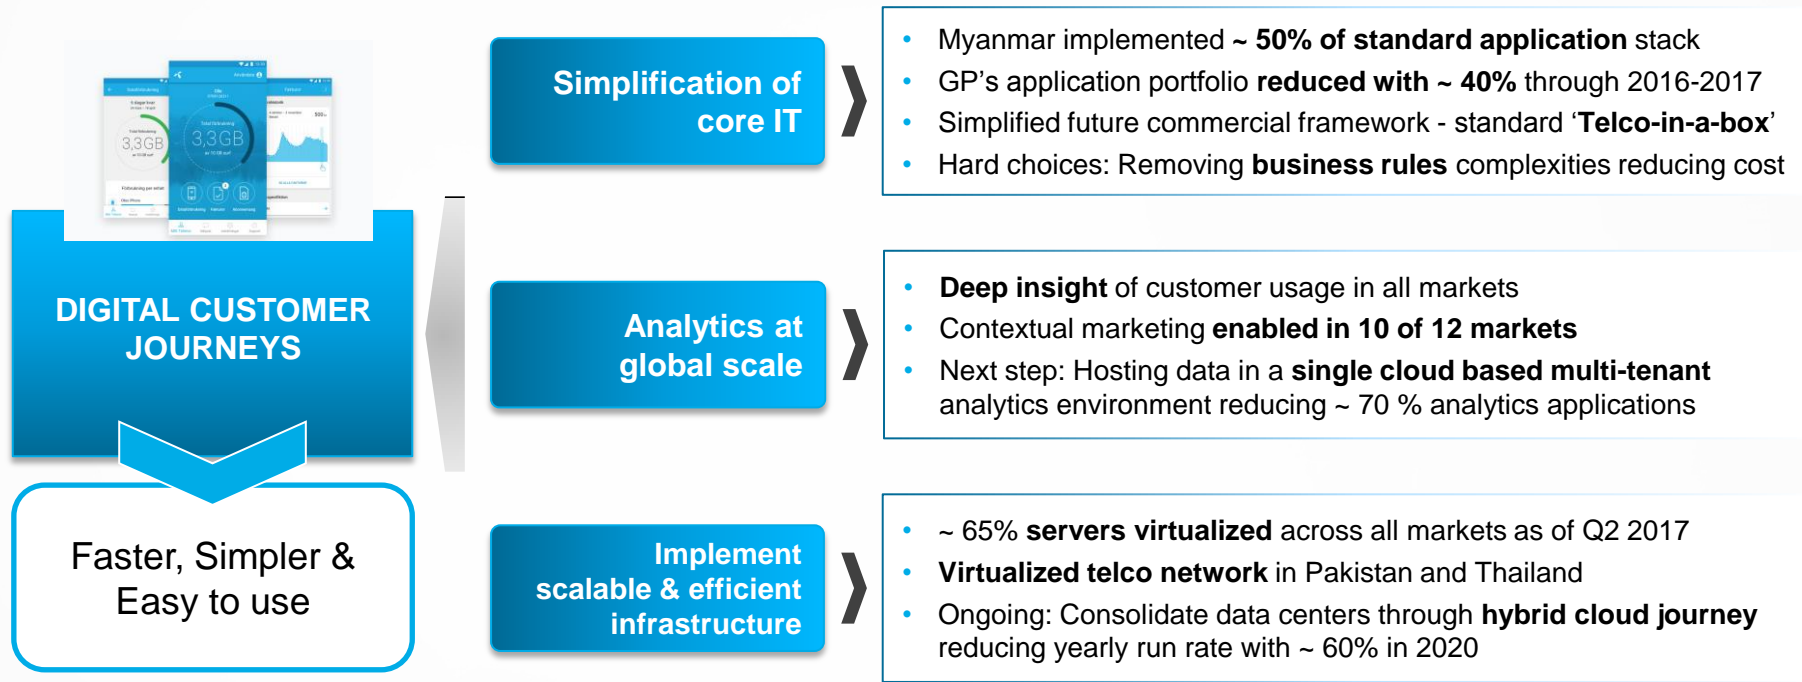 3,3GB
3,3GB
DIGITAL CUSTOMER
JOURNEYS
Faster, Simpler &
Easy to use
Simplification of
core IT
• Myanmar implemented ~ 50% of standard application stack
• GP's application portfolio reduced with ~ 40% through 2016-2017
• Simplified future commercial framework - standard ‘Telco-in-a-box’
• Hard choices: Removing business rules complexities reducing cost
Analytics at
global scale
• Deep insight of customer usage in all markets
• Contextual marketing enabled in 10 of 12 markets
• Next step: Hosting data in a single cloud based multi-tenant
analytics environment reducing ~ 70 % analytics applications
Implement
scalable & efficient
infrastructure
• ~ 65% servers virtualized across all markets as of Q2 2017
• Virtualized telco network in Pakistan and Thailand
• Ongoing: Consolidate data centers through hybrid cloud journey
reducing yearly run rate with ~ 60% in 2020